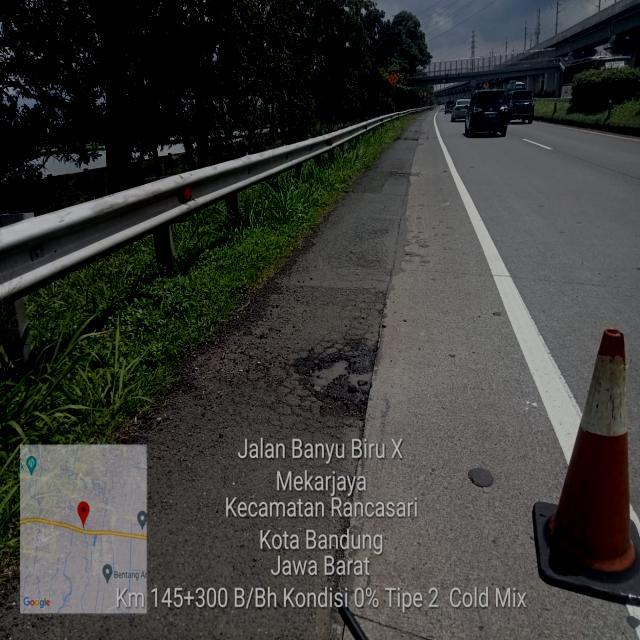 Jalan Banyu Biru X
Mekarjaya
Kecamatan Rancasari
Kota Bandung
Jawa Barat
Km 145+300 B/Bh Kondisi 0% Tipe 2 Cold Mix
Bentang
Google